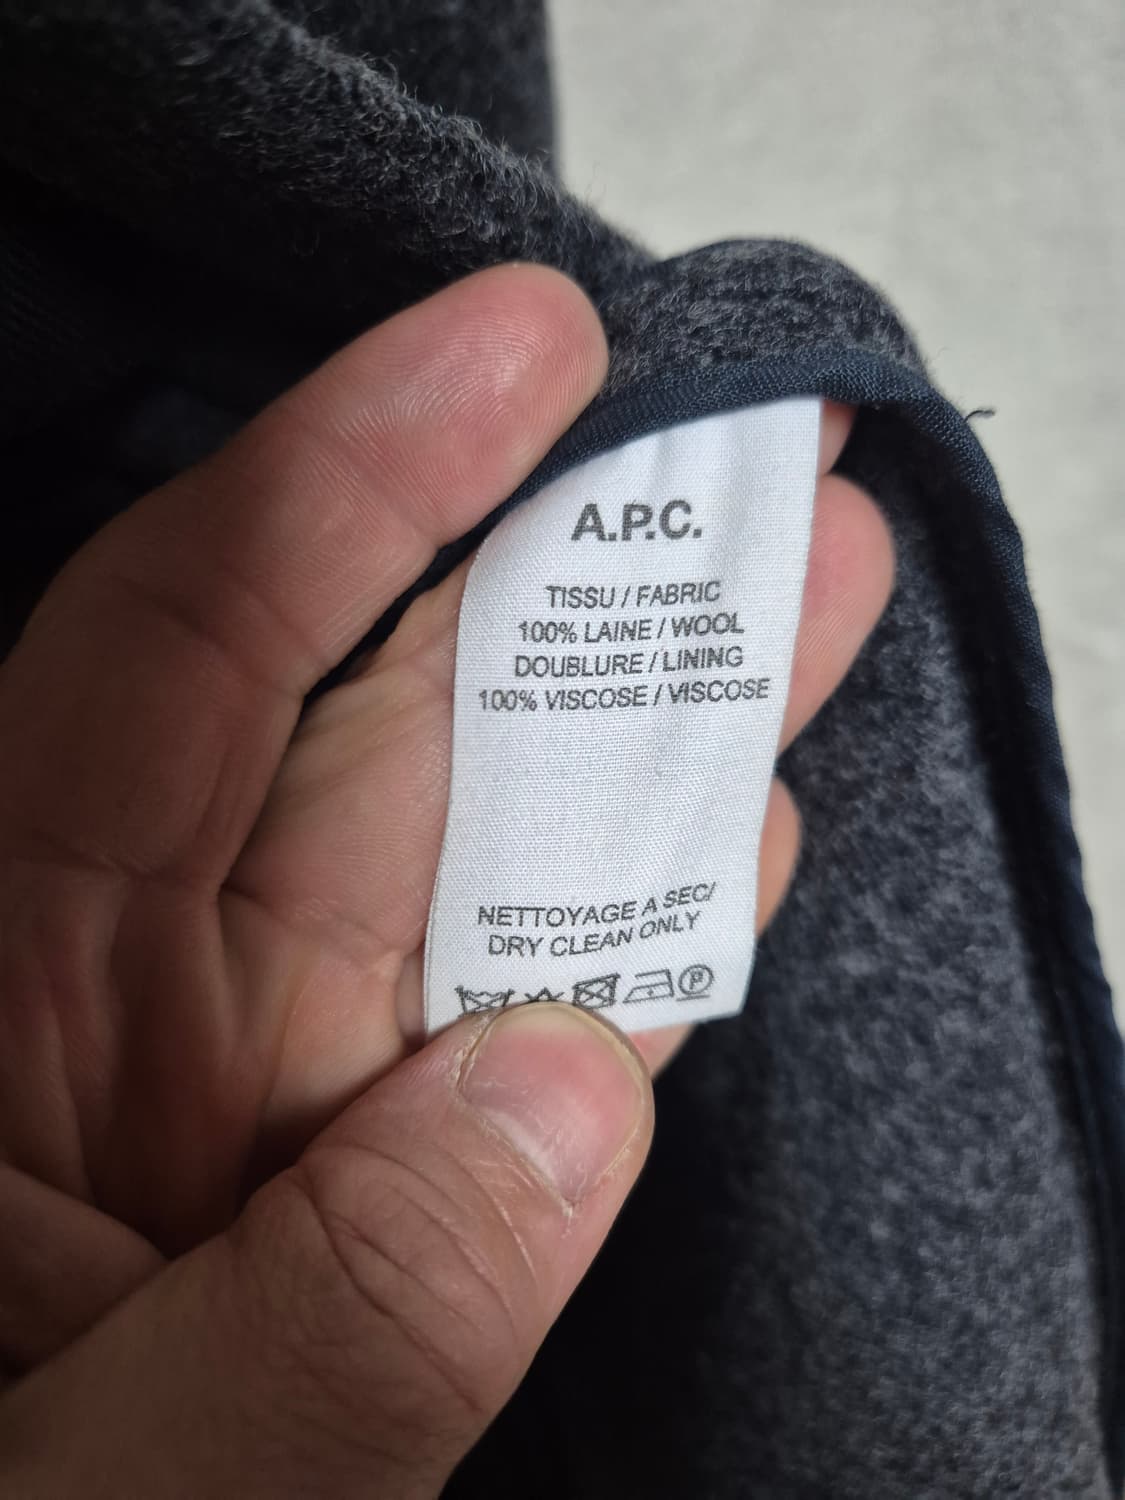 A.P.C.
TISSU / FABRIC
100% LAINE / WOOL
DOUBLURE / LINING
100% VISCOSE / VISCOSE
NETTOYAGE A SEC/
DRY CLEAN ONLY
P